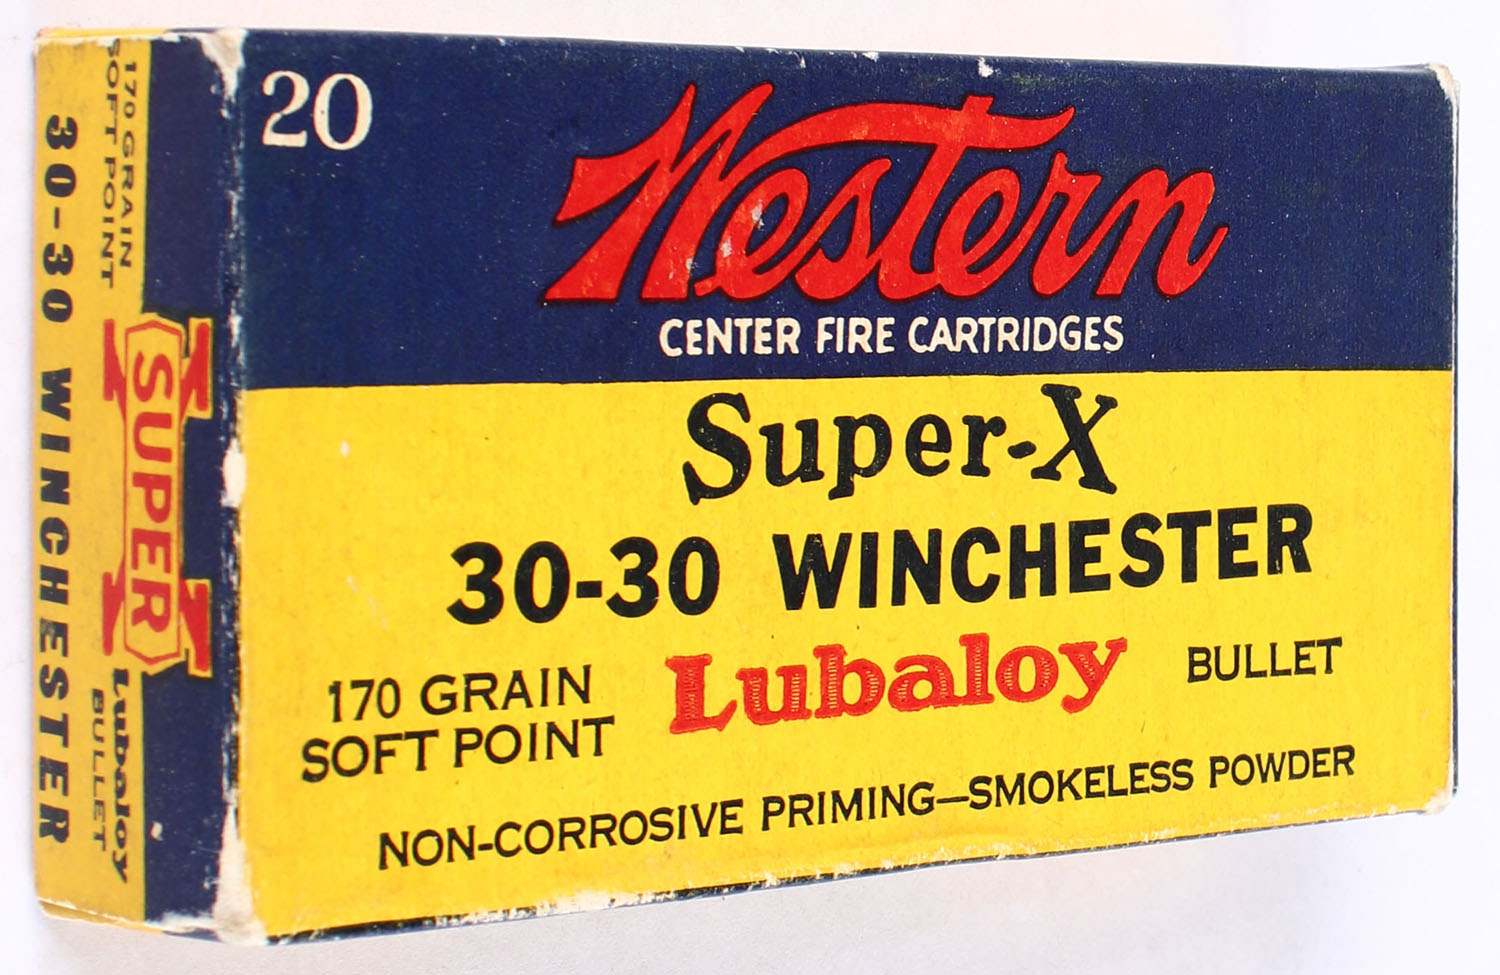 20
Western
CENTER FIRE CARTRIDGES
Super-X
30-30 WINCHESTER
170 GRAIN
SOFT POINT
Lubaloy
BULLET
NON-CORROSIVE PRIMING—SMOKELESS POWDER
170 GRAIN
SOFT POINT
SUPER
X
Lubaloy
BULLET
30-30 WINCHESTER